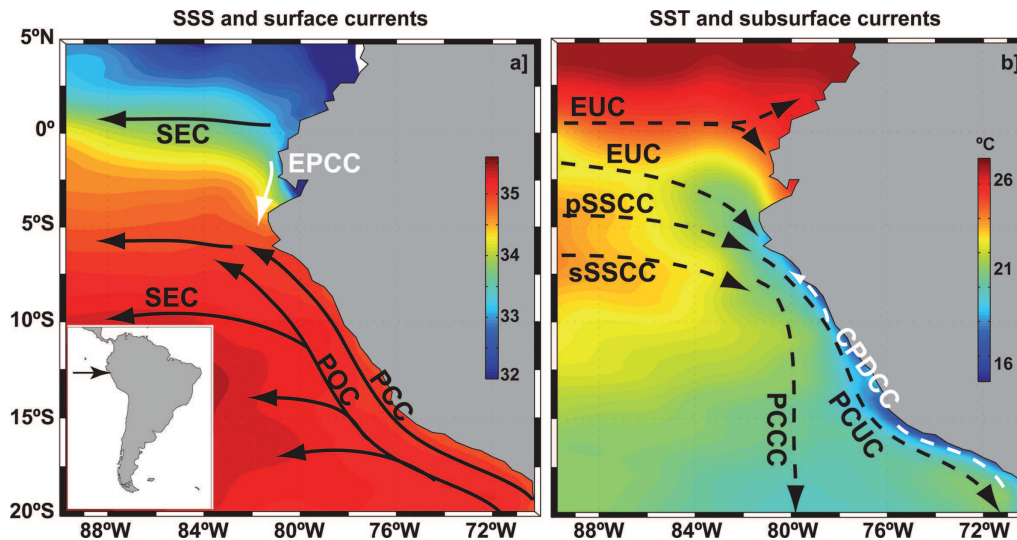 SSS and surface currents
SST and subsurface currents
5ºN
0º
5ºS
10ºS
15ºS
20ºS
a]
SEC
EPCC
SEC
POC
PCC
35
34
33
32
88ºW
84ºW
80ºW
76ºW
72ºW
b]
EUC
EUC
pSSCC
sSSCC
PCCC
PCUC
CPDCC
ºC
26
21
16
88ºW
84ºW
80ºW
76ºW
72ºW